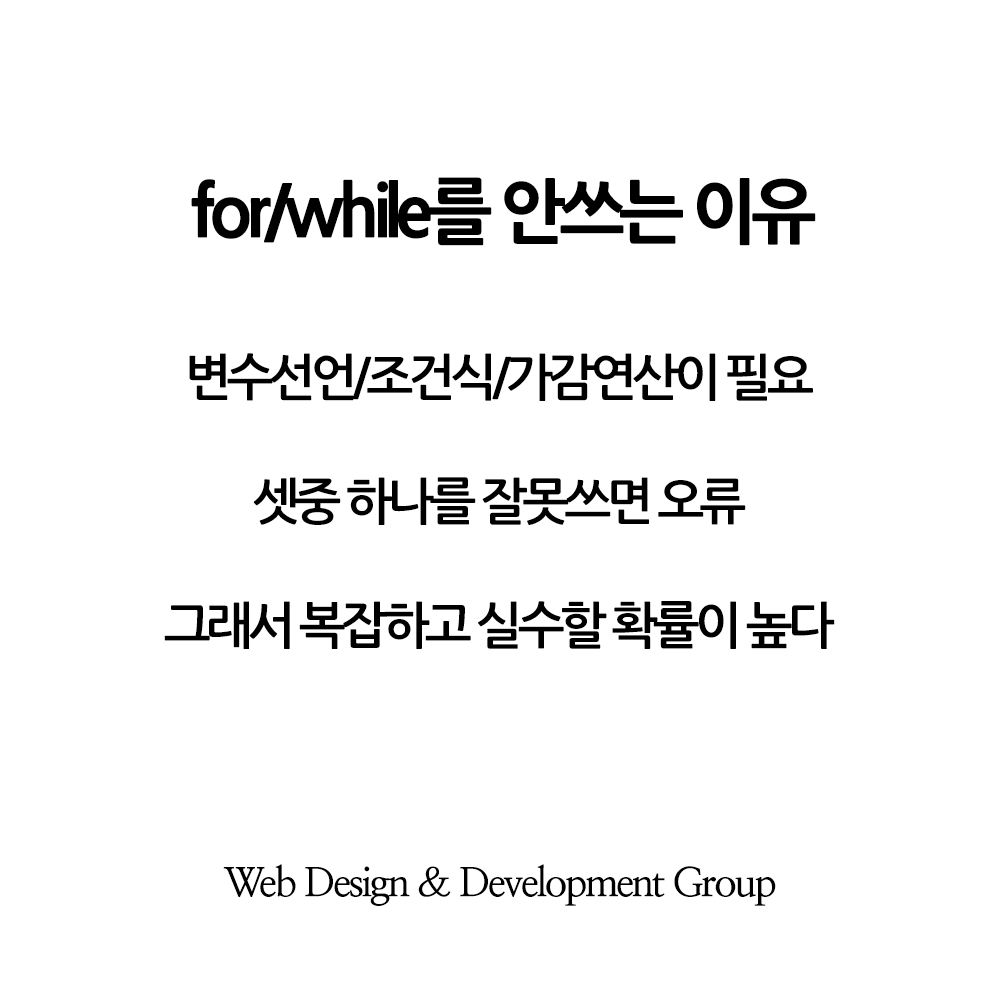 for/while를 안쓰는 이유
변수선언/조건식/가감연산이 필요
셋중 하나를 잘못쓰면 오류
그래서 복잡하고 실수할 확률이 높다
Web Design & Development Group